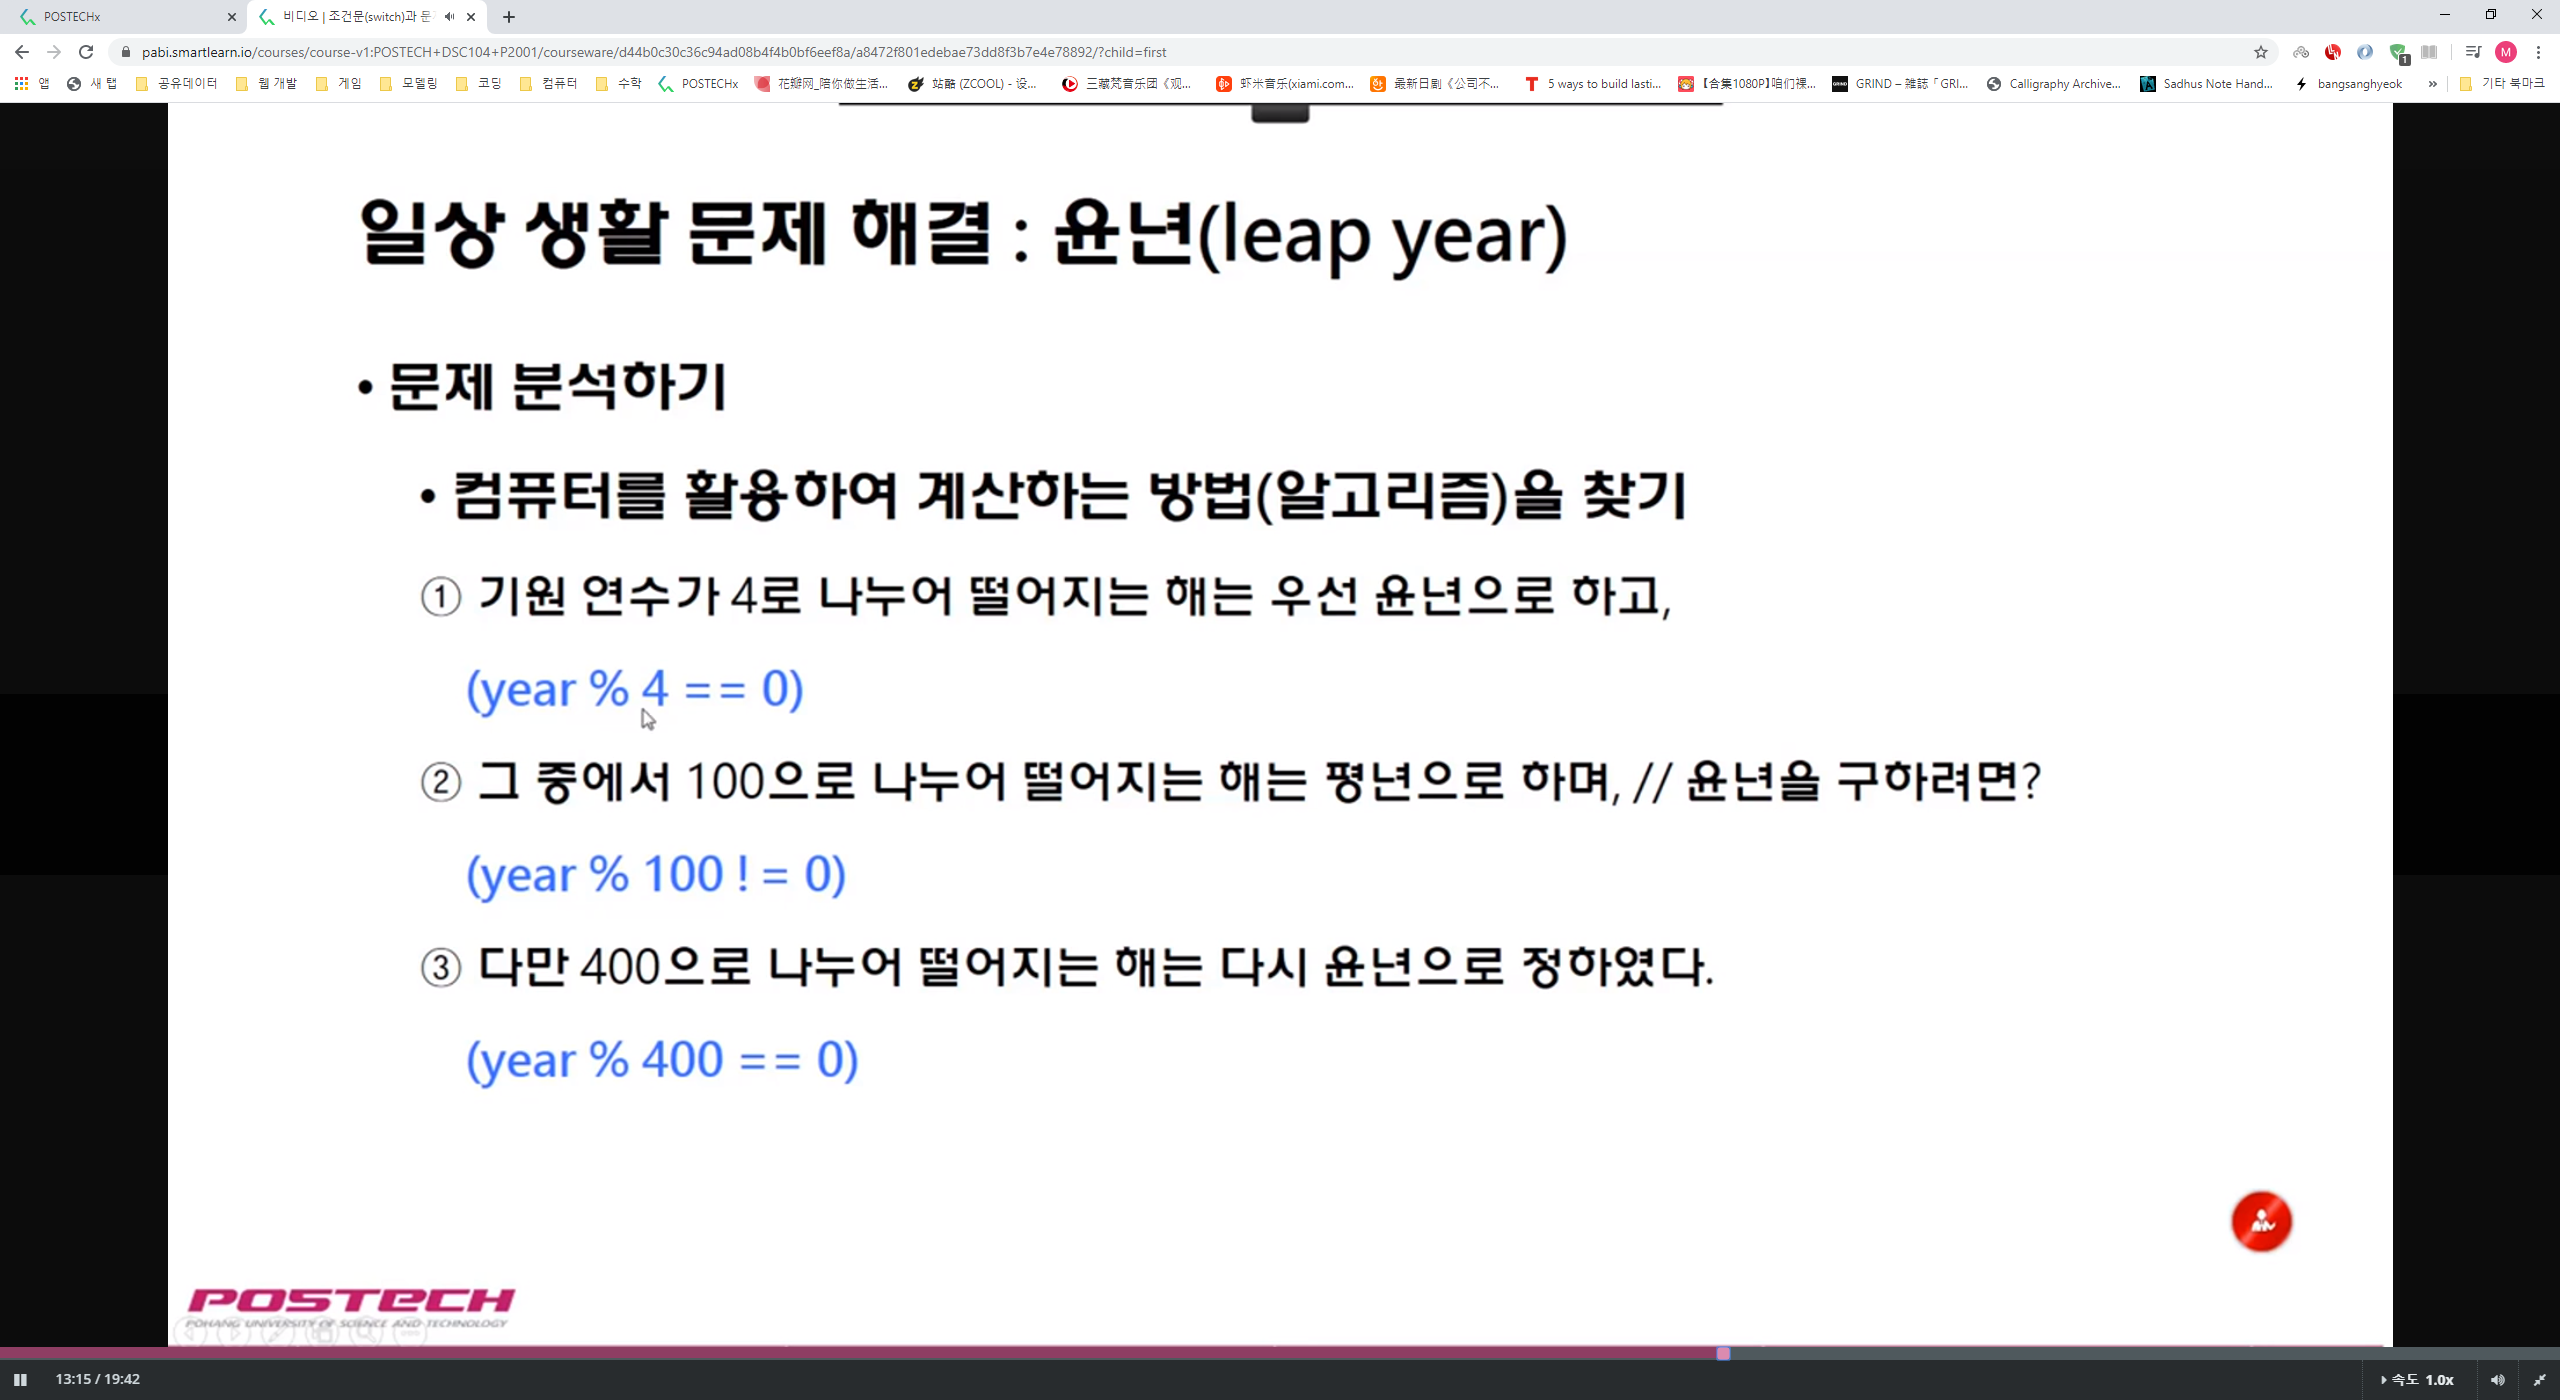 POSTECHx
비디오 | 조건문(switch)과 문
pabi.smartlearn.io/courses/course-v1:POSTECH+DSC104+P2001/courseware/d44b0c30c36c94ad08b4f4b0bf6eef8a/a8472f801edebae73dd8f3b7e4e78892/?child=first
M
1
앱 새 탭 공유데이터 웹 개발 게임 모델링 코딩 컴퓨터 수학 POSTECHx 花瓣网_陪你做生活... 站酷 (ZCOOL) - 设... 三藏梵音乐团《观... 虾米音乐(xiami.com... 最新日剧《公司不... 5 ways to build lasti... 【合集1080P】咱们裸... GRIND – 雑誌「GRI... Calligraphy Archive... Sadhus Note Hand... bangsanghyeok » 기타 북마크
일상 생활 문제 해결 : 윤년(leap year)
• 문제 분석하기
• 컴퓨터를 활용하여 계산하는 방법(알고리즘)을 찾기
① 기원 연수가 4로 나누어 떨어지는 해는 우선 윤년으로 하고,
(year % 4 == 0)
② 그 중에서 100으로 나누어 떨어지는 해는 평년으로 하며, // 윤년을 구하려면?
(year % 100 ! = 0)
③ 다만 400으로 나누어 떨어지는 해는 다시 윤년으로 정하였다.
(year % 400 == 0)
POSTECH
POHANG UNIVERSITY OF SCIENCE AND TECHNOLOGY
13:15 / 19:42
속도 1.0x